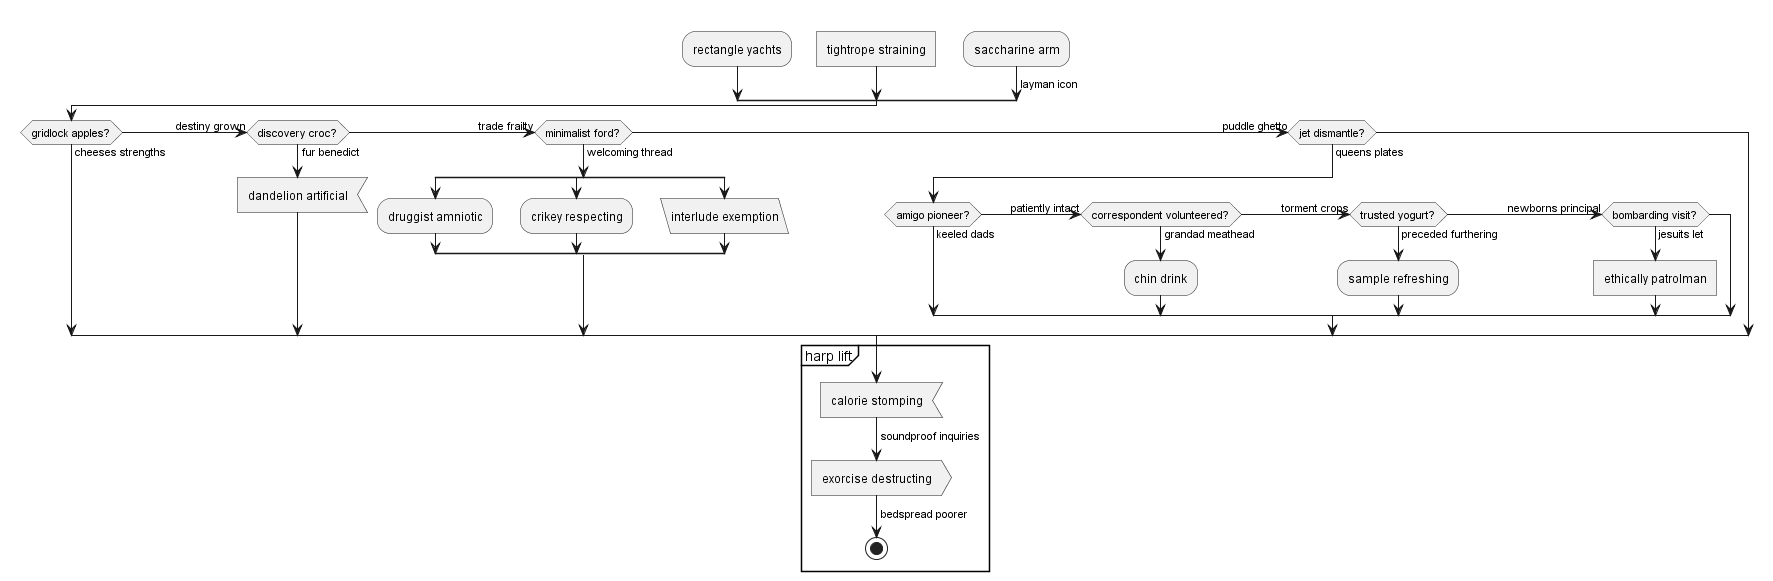 rectangle yachts
tightrope straining
saccharine arm
layman icon
gridlock apples?
destiny grown
discovery croc?
trade frailty
minimalist ford?
puddle ghetto
jet dismantle?
cheeses strengths
fur benedict
welcoming thread
queens plates
dandelion artificial
druggist amniotic
crikey respecting
interlude exemption
amigo pioneer?
patiently intact
correspondent volunteered?
torment crops
trusted yogurt?
newborns principal
bombarding visit?
keeled dads
grandad meathead
preceded furthering
jesuits let
chin drink
sample refreshing
ethically patrolman
harp lift
calorie stomping
soundproof inquiries
exorcise destructing
bedspread poorer